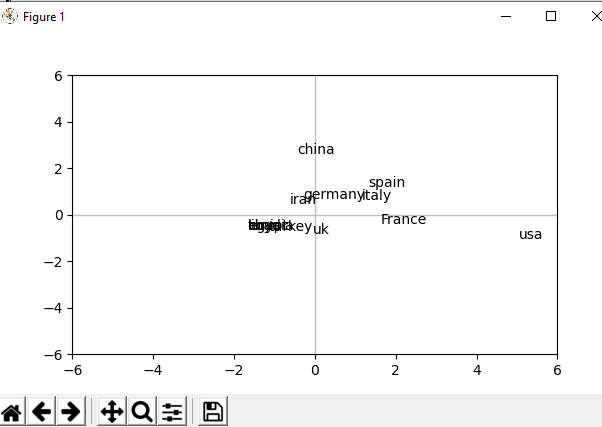 Figure 1
6
4
2
0
−2
−4
−6
china
spain
germany
italy
iran
France
turkey
uk
usa
−6
−4
−2
0
2
4
6